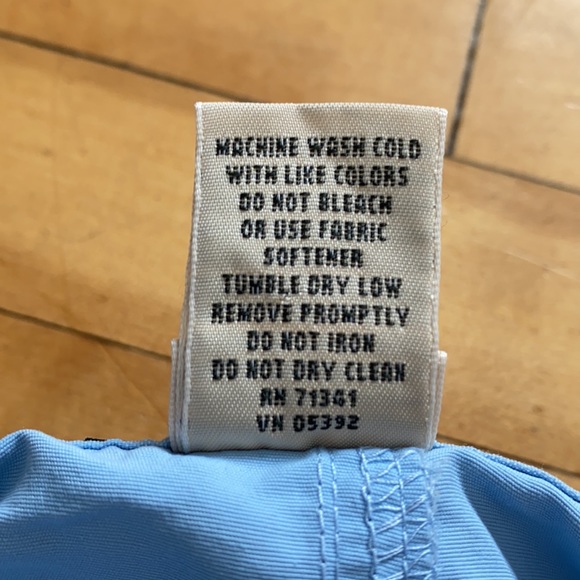 MACHINE WASH COLD
WITH LIKE COLORS
DO NOT BLEACH
OR USE FABRIC
SOFTENER
TUMBLE DRY LOW
REMOVE PROMPTLY
DO NOT IRON
DO NOT DRY CLEAN
RN 71341
VN 05392